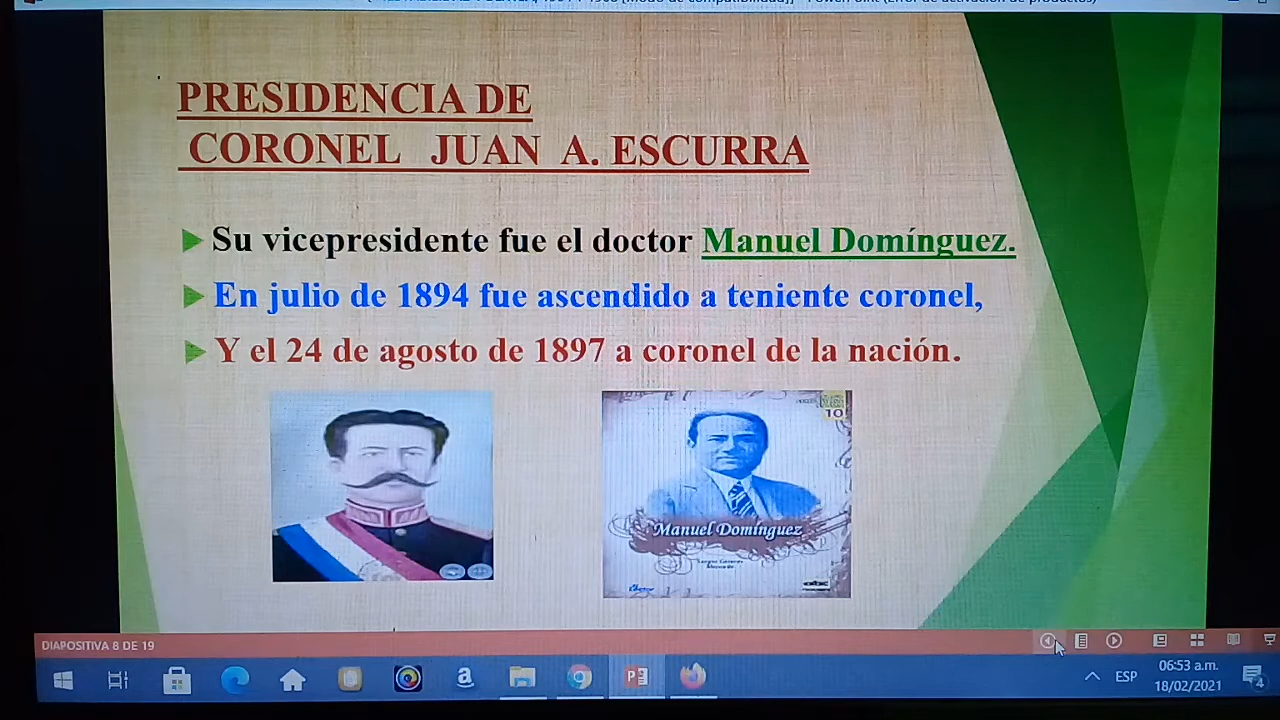 PRESIDENCIA DE
CORONEL JUAN A. ESCURRA
Su vicepresidente fue el doctor Manuel Domínguez.
En julio de 1894 fue ascendido a teniente coronel,
Y el 24 de agosto de 1897 a coronel de la nación.
10
Manuel Domínguez
DIAPOSITIVA 8 DE 19
ESP
06:53 a.m.
18/02/2021
4